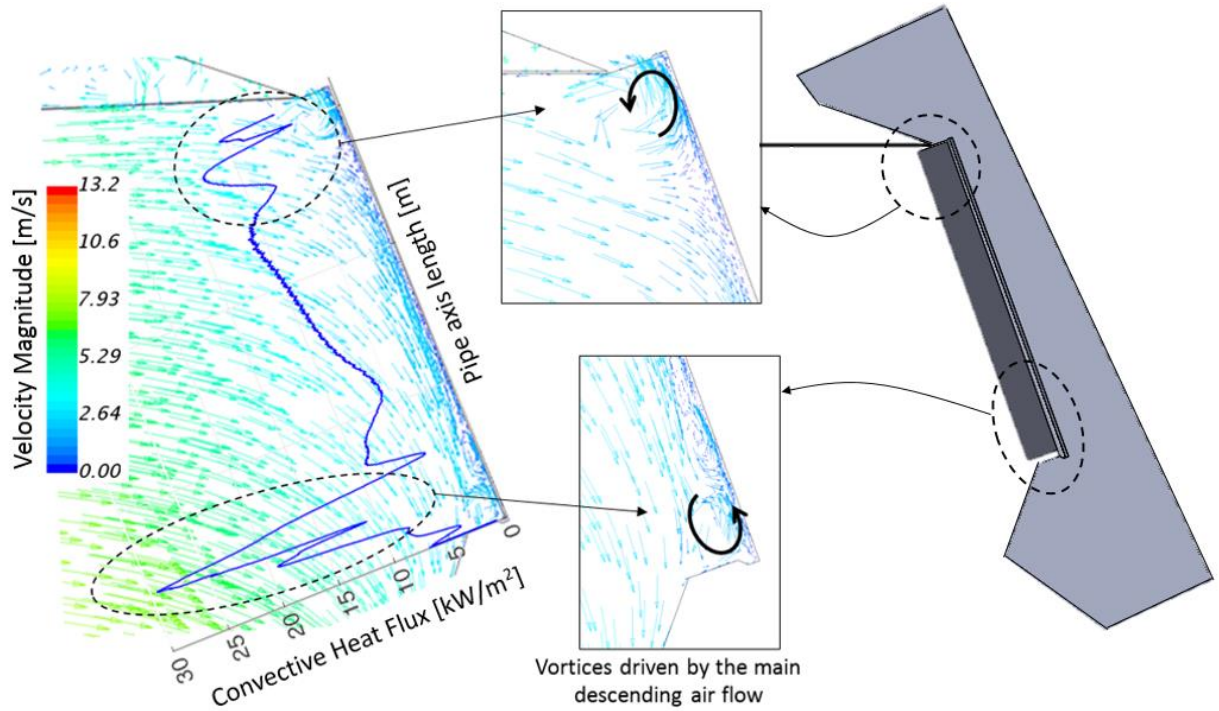 Velocity Magnitude [m/s]
13.2
10.6
7.93
5.29
2.64
0.00
Pipe axis length [m]
0
5
10
15
20
25
30
Convective Heat Flux [kW/m²]
Vortices driven by the main
descending air flow